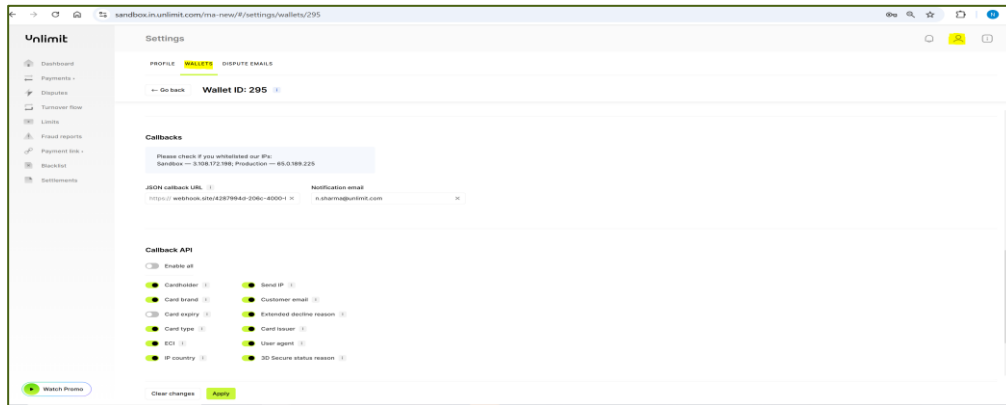 sandbox.in.unlimit.com/ma-new/#/settings/wallets/295
N
Unlimit
Settings
Dashboard
Payments
Disputes
Turnover flow
Limits
Fraud reports
Payment link
Blacklist
Settlements
PROFILE WALLETS DISPUTE EMAILS
← Go back Wallet ID: 295
Callbacks
Please check if you whitelisted our IPs:
Sandbox — 3.108.172.198; Production — 65.0.189.225
JSON callback URL Notification email
https:// webhook.site/4287994d-206c-4000- n.sharma@unlimit.com
Callback API
Enable all
Cardholder Send IP
Card brand Customer email
Card expiry Extended decline reason
Card type Card issuer
ECI User agent
IP country 3D Secure status reason
Watch Promo
Clear changes Apply